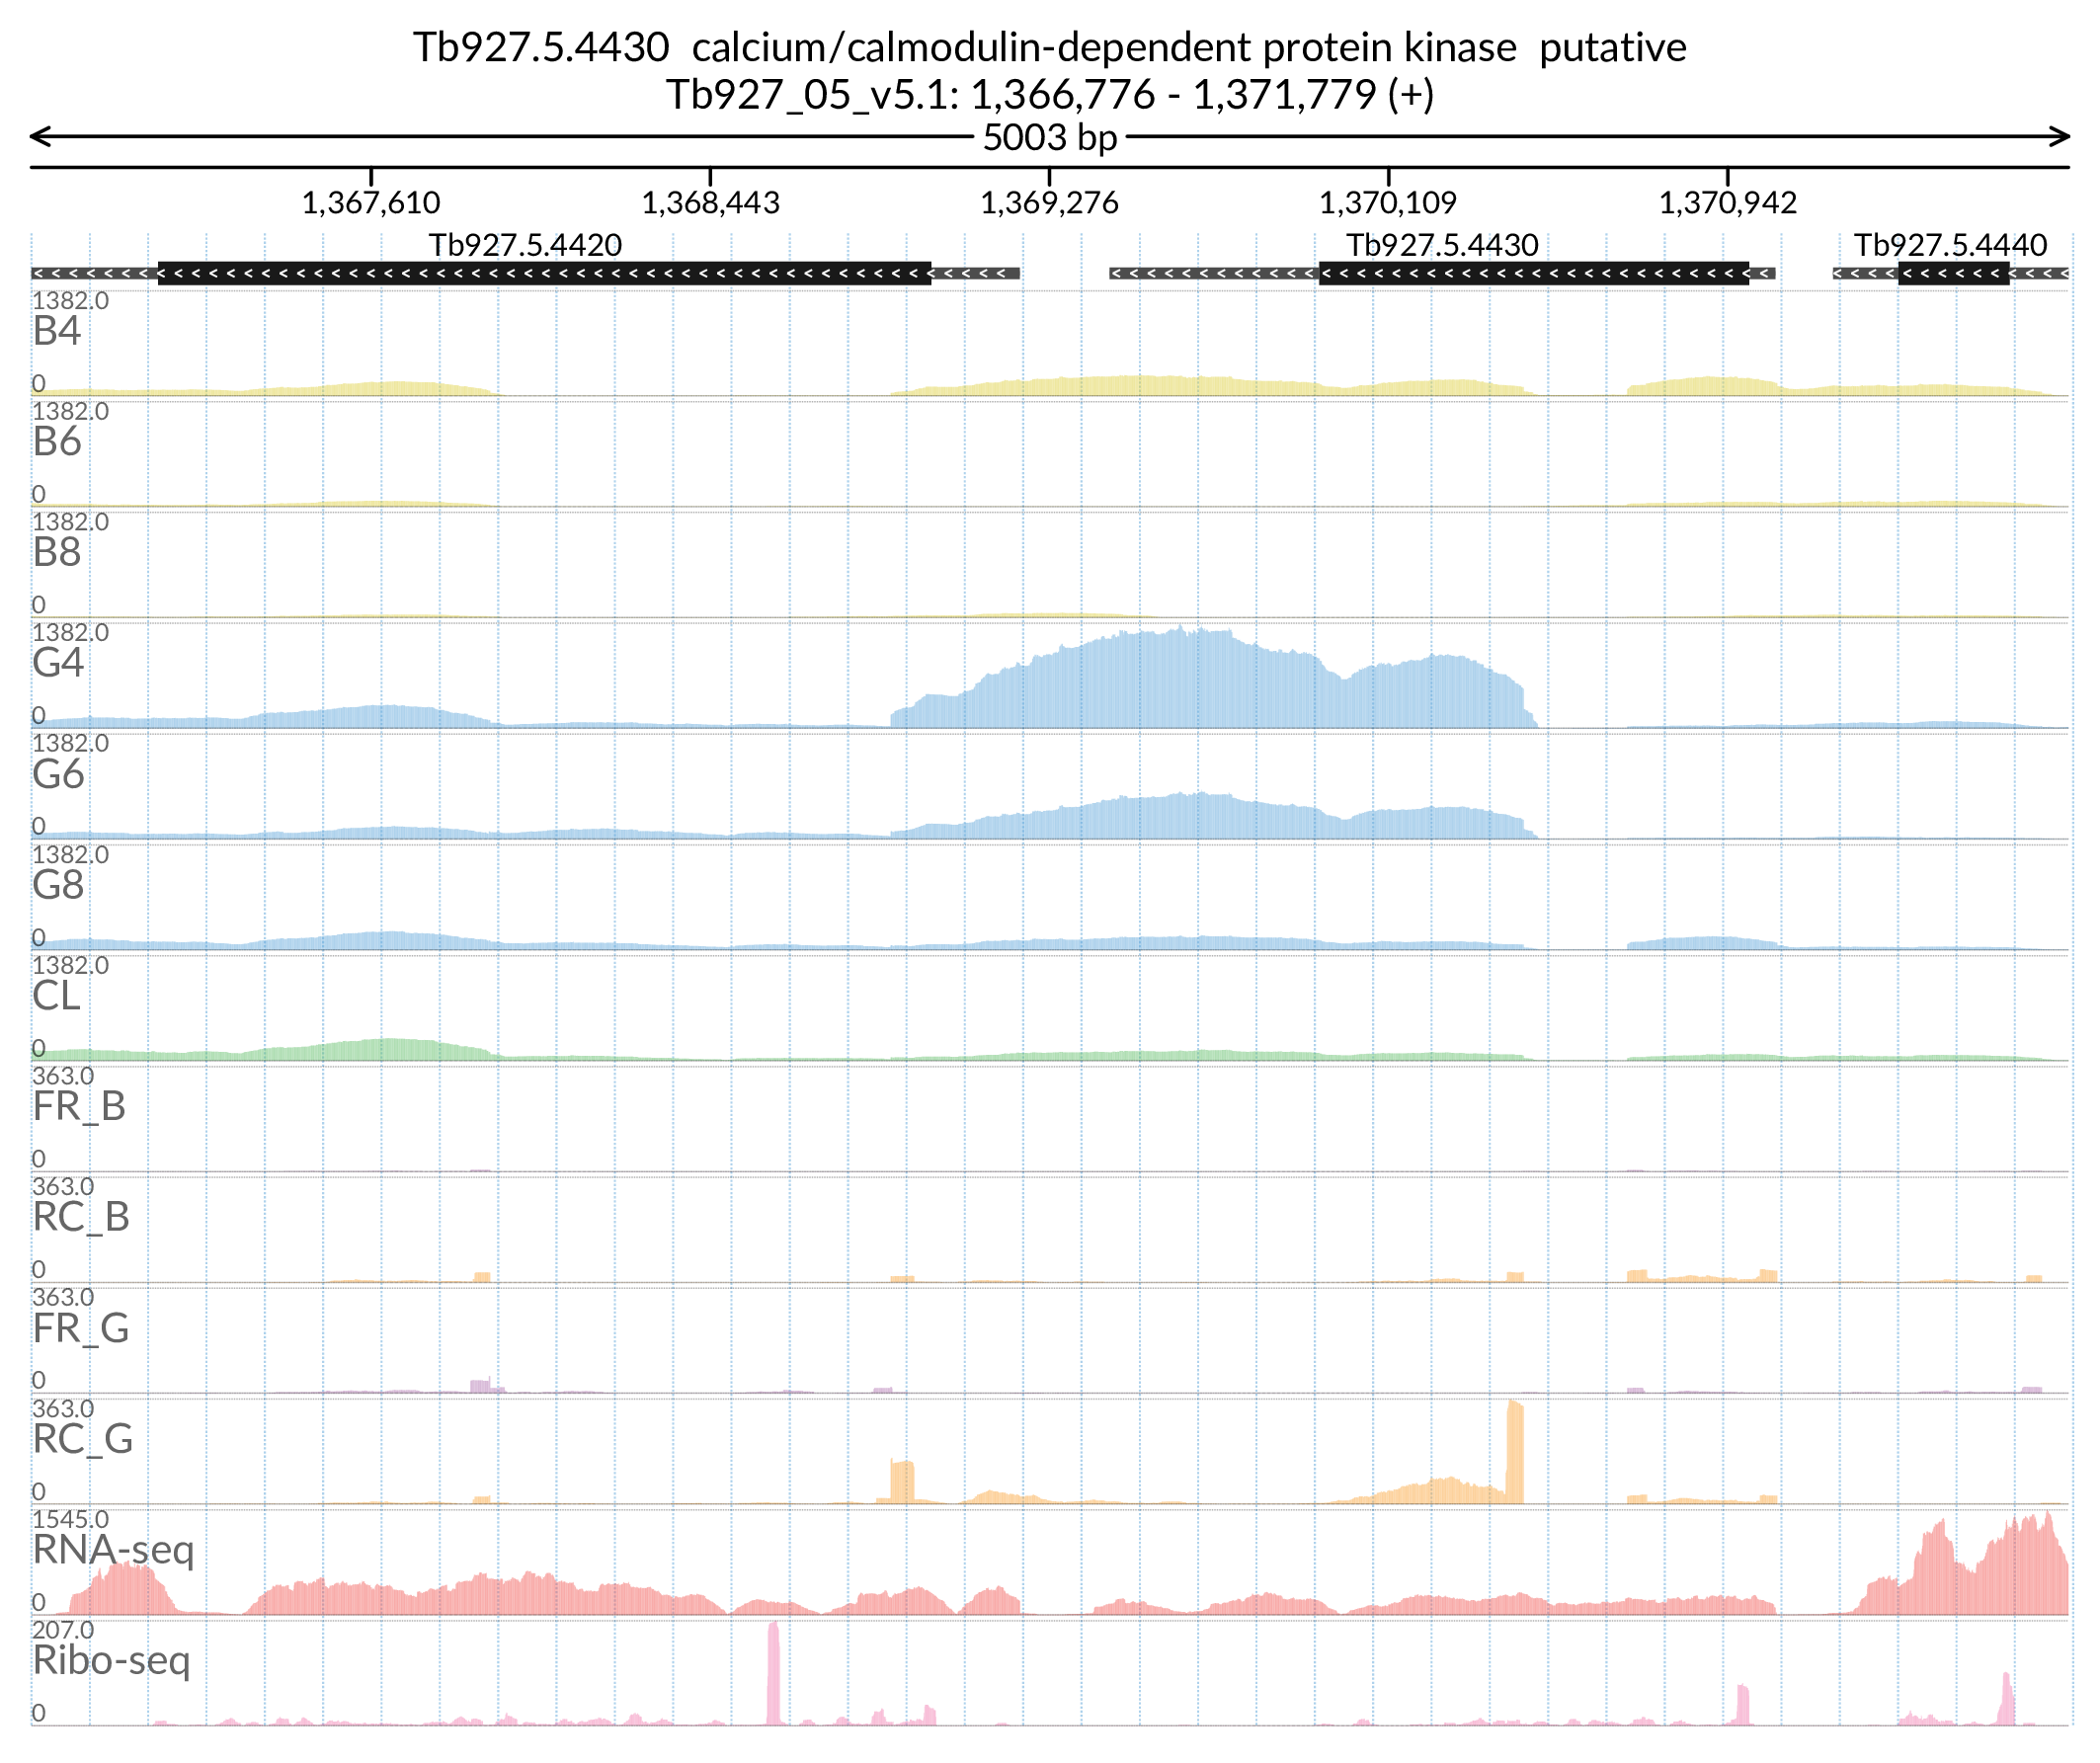 Tb927.5.4430  calcium/calmodulin-dependent protein kinase  putative
Tb927_05_v5.1: 1,366,776 - 1,371,779 (+)
5003 bp
1,367,610 1,368,443 1,369,276 1,370,109 1,370,942
Tb927.5.4420 Tb927.5.4430 Tb927.5.4440
1382.0
B4
0
1382.0
B6
0
1382.0
B8
0
1382.0
G4
0
1382.0
G6
0
1382.0
G8
0
1382.0
CL
0
363.0
FR_B
0
363.0
RC_B
0
363.0
FR_G
0
363.0
RC_G
0
1545.0
RNA-seq
0
207.0
Ribo-seq
0